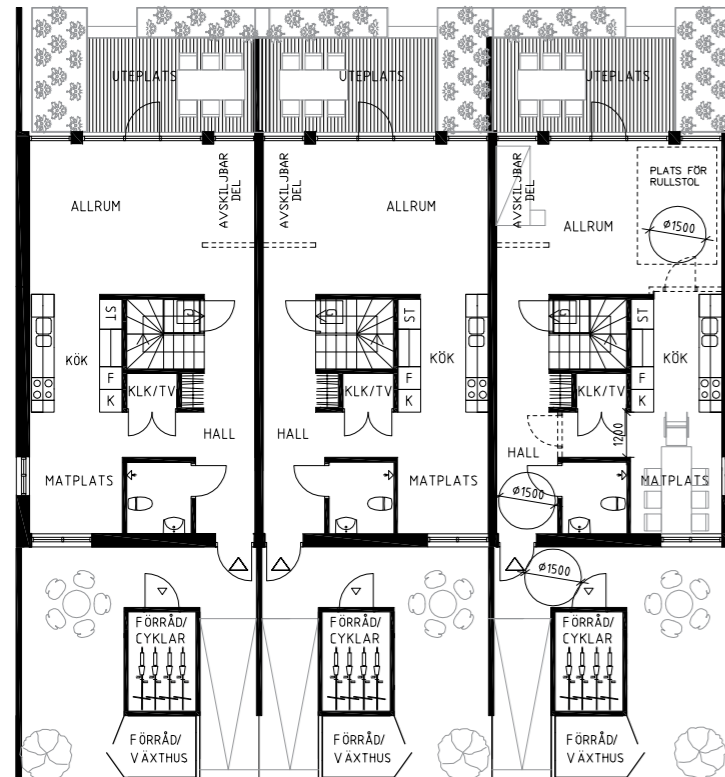 UTEPLATS
UTEPLATS
UTEPLATS
ALLRUM
AVSKILJBAR
DEL
AVSKILJBAR
DEL
ALLRUM
AVSKILJBAR
DEL
ALLRUM
PLATS FÖR
RULLSTOL
Ø1500
KÖK
ST
F
K
KLK/TV
HALL
MATPLATS
ST
F
K
KÖK
KLK/TV
HALL
MATPLATS
ST
F
K
KÖK
KLK/TV
1200
HALL
MATPLATS
Ø1500
Ø1500
FÖRRÅD/
CYKLAR
FÖRRÅD/
CYKLAR
FÖRRÅD/
CYKLAR
FÖRRÅD/
VÄXTHUS
FÖRRÅD/
VÄXTHUS
FÖRRÅD/
VÄXTHUS